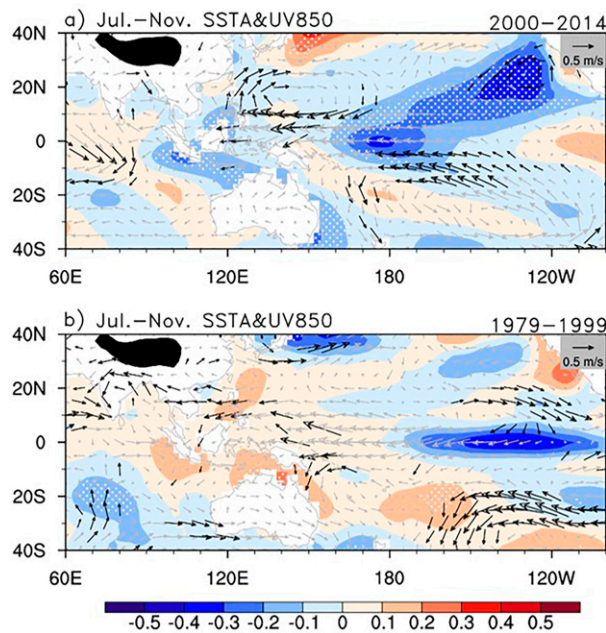 a) Jul.-Nov. SSTA&UV850 2000-2014
40N
20N
0
20S
40S
0.5 m/s
60E 120E 180 120W
b) Jul.-Nov. SSTA&UV850 1979-1999
40N
20N
0
20S
40S
0.5 m/s
60E 120E 180 120W
-0.5 -0.4 -0.3 -0.2 -0.1 0 0.1 0.2 0.3 0.4 0.5